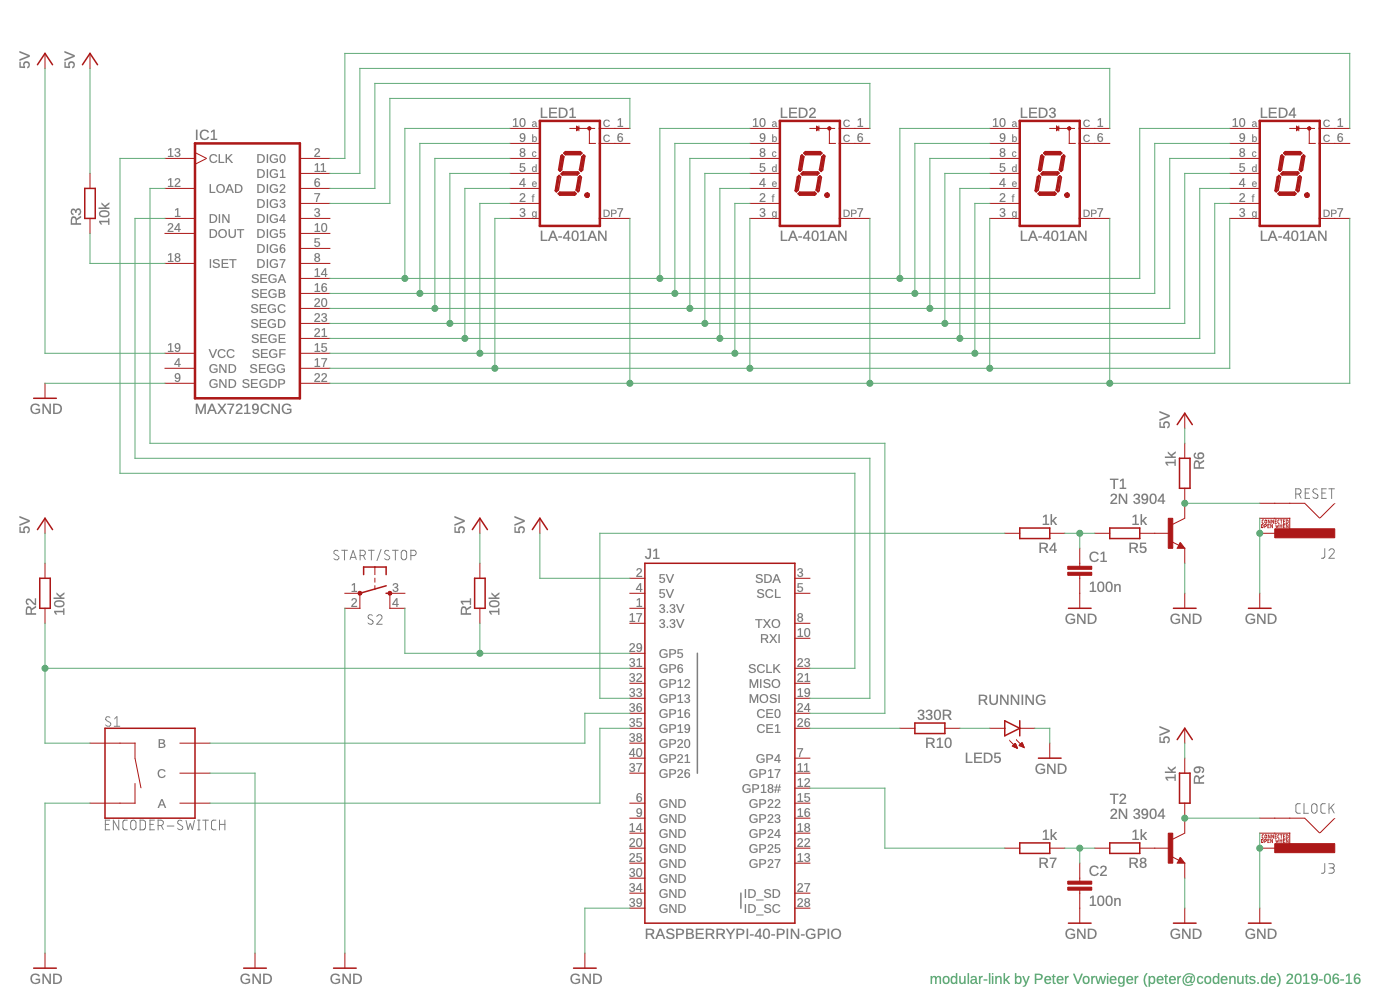 5V
5V
R3
10k
IC1
13 CLK DIG0 2
DIG1 11
12 LOAD DIG2 6
DIG3 7
1 DIN DIG4 3
24 DOUT DIG5 10
DIG6 5
18 ISET DIG7 8
SEGA 14
SEGB 16
SEGC 20
SEGD 23
SEGE 21
19 VCC SEGF 15
4 GND SEGG 17
9 GND SEGDP 22
MAX7219CNG
GND
LED1
10 a C 1
9 b C 6
8 c
5 d
4 e
2 f
3 g DP7
LA-401AN
LED2
10 a C 1
9 b C 6
8 c
5 d
4 e
2 f
3 g DP7
LA-401AN
LED3
10 a C 1
9 b C 6
8 c
5 d
4 e
2 f
3 g DP7
LA-401AN
LED4
10 a C 1
9 b C 6
8 c
5 d
4 e
2 f
3 g DP7
LA-401AN
5V
R2
10k
START/STOP
1 3
2 4
S2
5V
R1
10k
5V
S1
B
C
A
ENCODER-SWITCH
GND
GND
GND
GND
J1
2 5V SDA 3
4 5V SCL 5
1 3.3V
17 3.3V TXO 8
RXI 10
29 GP5
31 GP6 SCLK 23
32 GP12 MISO 21
33 GP13 MOSI 19
36 GP16 CE0 24
35 GP19 CE1 26
38 GP20
40 GP21 GP4 7
37 GP26 GP17 11
GP18# 12
6 GND GP22 15
9 GND GP23 16
14 GND GP24 18
20 GND GP25 22
25 GND GP27 13
30 GND
34 GND ID_SD 27
39 GND ID_SC 28
RASPBERRYPI-40-PIN-GPIO
RUNNING
330R
R10
LED5
GND
5V
1k
R6
T1
2N 3904
1k
R4
1k
R5
C1
100n
RESET
CONNECTED
OPEN WHEN
J2
GND
GND
GND
5V
1k
R9
T2
2N 3904
1k
R7
1k
R8
C2
100n
CLOCK
CONNECTED
OPEN WHEN
J3
GND
GND
GND
modular-link by Peter Vorwieger (peter@codenuts.de) 2019-06-16